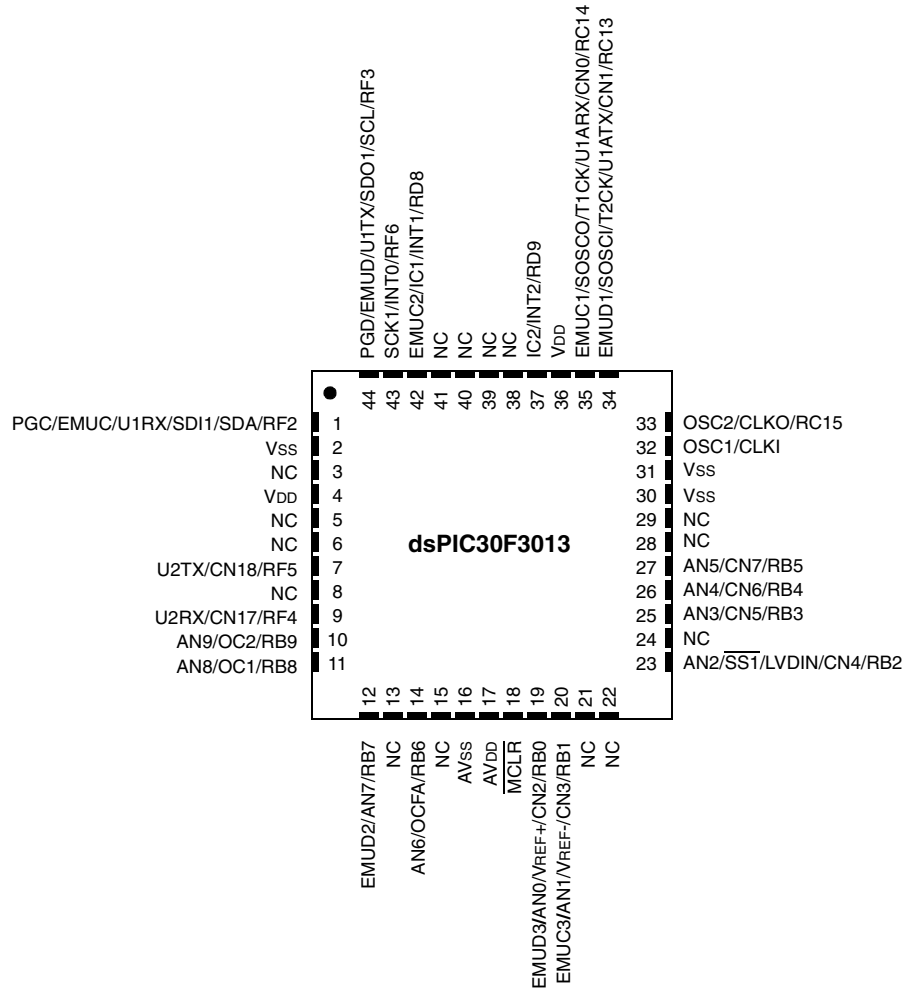 PGD/EMUD/U1TX/SDO1/SCL/RF3
SCK1/INT0/RF6
EMUC2/IC1/INT1/RD8
NC
NC
NC
NC
IC2/INT2/RD9
VDD
EMUC1/SOSCO/T1CK/U1ARX/CN0/RC14
EMUD1/SOSCI/T2CK/U1ATX/CN1/RC13
44
43
42
41
40
39
38
37
36
35
34
PGC/EMUC/U1RX/SDI1/SDA/RF2 1
VSS 2
NC 3
VDD 4
NC 5
NC 6
U2TX/CN18/RF5 7
NC 8
U2RX/CN17/RF4 9
AN9/OC2/RB9 10
AN8/OC1/RB8 11
dsPIC30F3013
33 OSC2/CLKO/RC15
32 OSC1/CLKI
31 VSS
30 VSS
29 NC
28 NC
27 AN5/CN7/RB5
26 AN4/CN6/RB4
25 AN3/CN5/RB3
24 NC
23 AN2/SS1/LVDIN/CN4/RB2
12
13
14
15
16
17
18
19
20
21
22
EMUD2/AN7/RB7
NC
AN6/OCFA/RB6
NC
AVSS
AVDD
MCLR
EMUD3/AN0/VREF+/CN2/RB0
EMUC3/AN1/VREF-/CN3/RB1
NC
NC